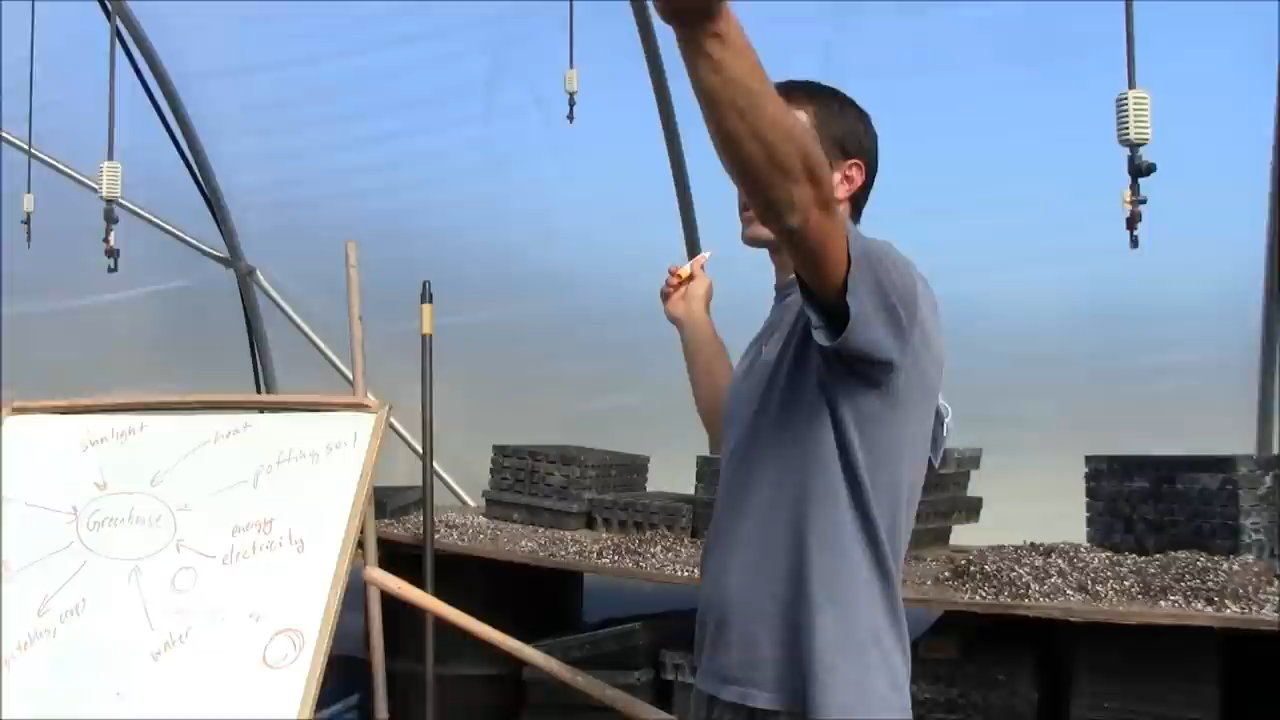 sunlight
heat
potting soil
Greenhouse
energy
electricity
water